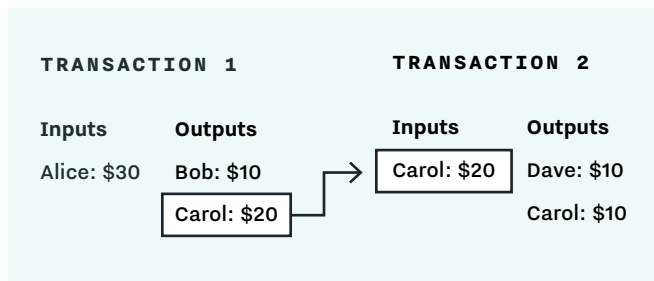 TRANSACTION 1
Inputs Outputs
Alice: $30 Bob: $10
Carol: $20
TRANSACTION 2
Inputs Outputs
Carol: $20 Dave: $10
Carol: $10